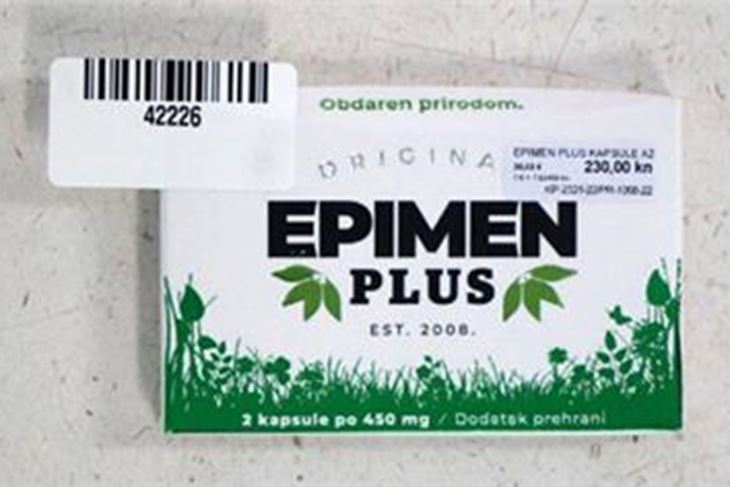 42226
Obdaren prirodom.
ORIGINA
EPIMEN PLUS KAPSULE A2
230,00 kn
EPIMEN
PLUS
EST. 2008.
2 kapsule po 450 mg / Dodatak prehrani